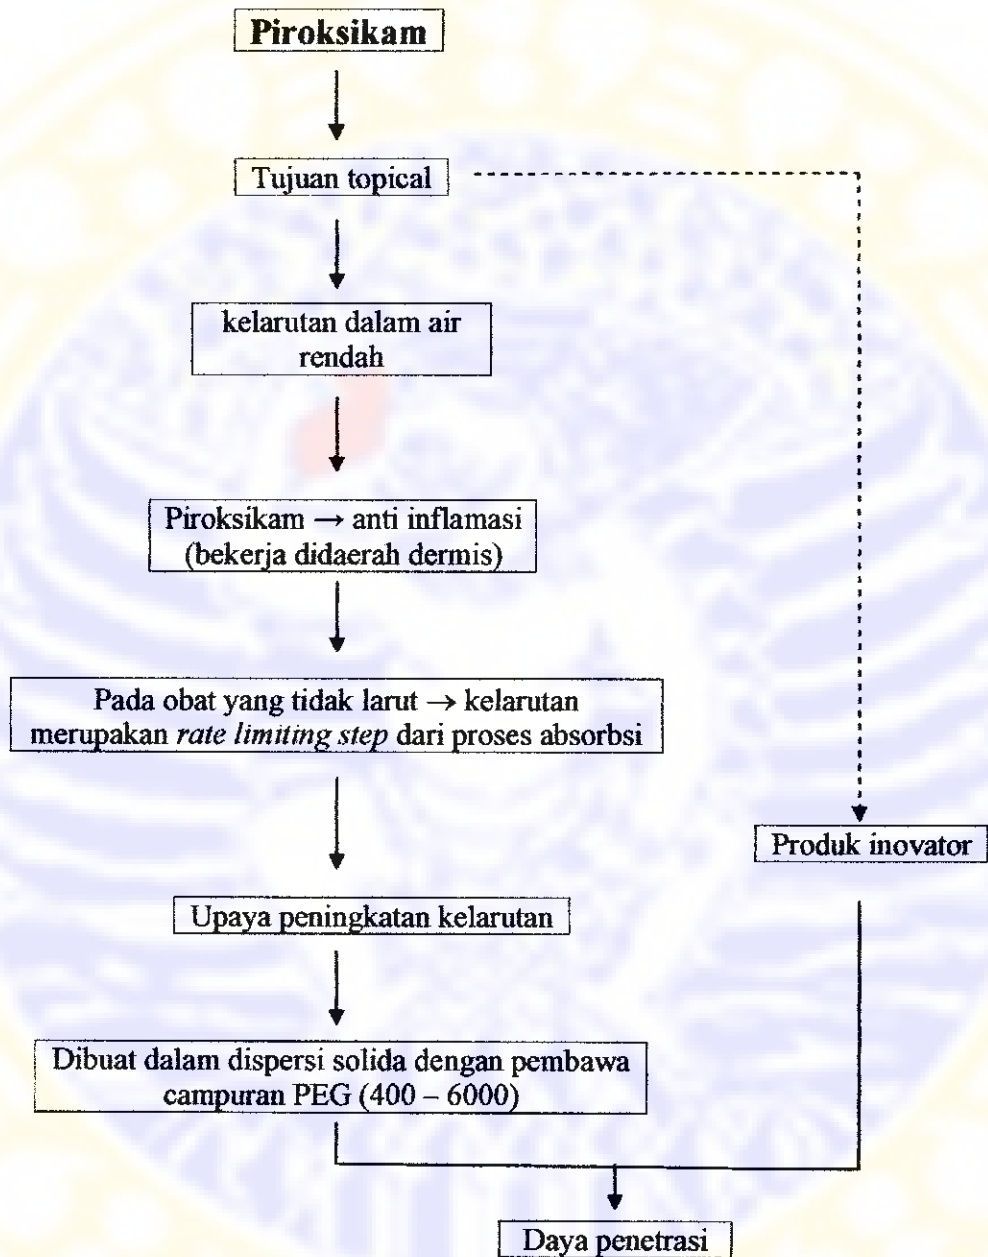 Piroksikam
Tujuan topical
kelarutan dalam air
rendah
Piroksikam → anti inflamasi
(bekerja didaerah dermis)
Pada obat yang tidak larut → kelarutan
merupakan rate limiting step dari proses absorbsi
Produk inovator
Upaya peningkatan kelarutan
Dibuat dalam dispersi solida dengan pembawa
campuran PEG (400 – 6000)
Daya penetrasi